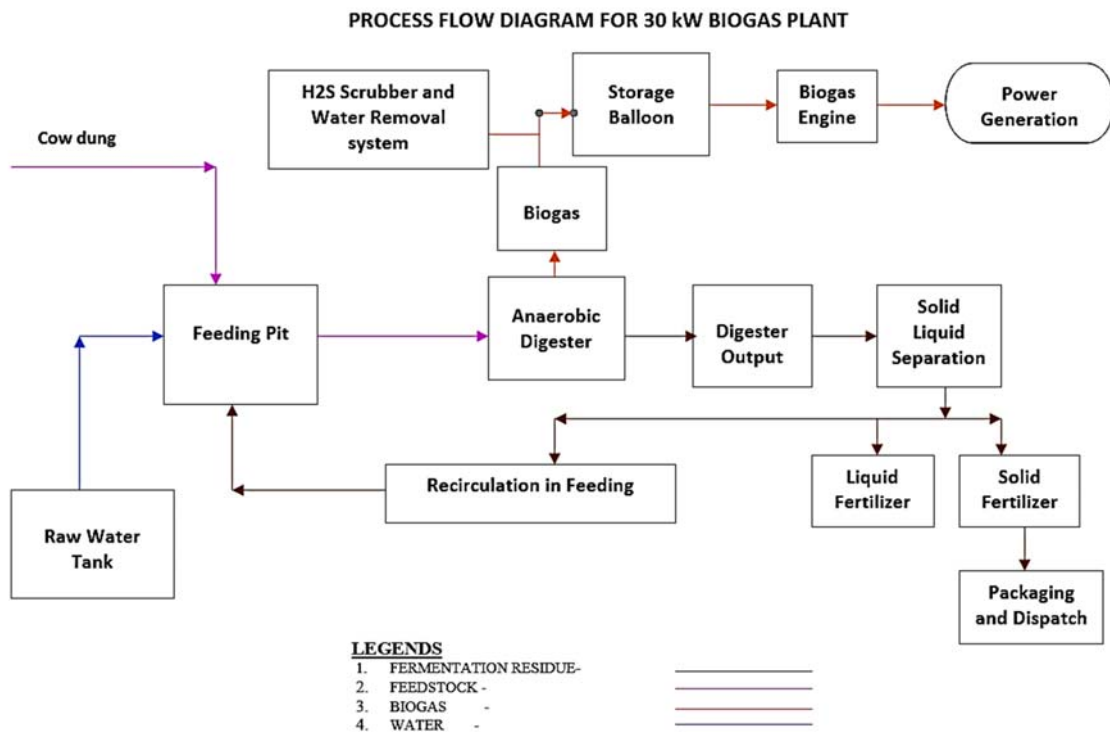 PROCESS FLOW DIAGRAM FOR 30 kW BIOGAS PLANT
H2S Scrubber and
Water Removal
system
Storage
Balloon
Biogas
Engine
Power
Generation
Cow dung
Biogas
Feeding Pit
Anaerobic
Digester
Digester
Output
Solid
Liquid
Separation
Recirculation in Feeding
Liquid
Fertilizer
Solid
Fertilizer
Raw Water
Tank
Packaging
and Dispatch
LEGENDS
1. FERMENTATION RESIDUE-
2. FEEDSTOCK -
3. BIOGAS -
4. WATER -